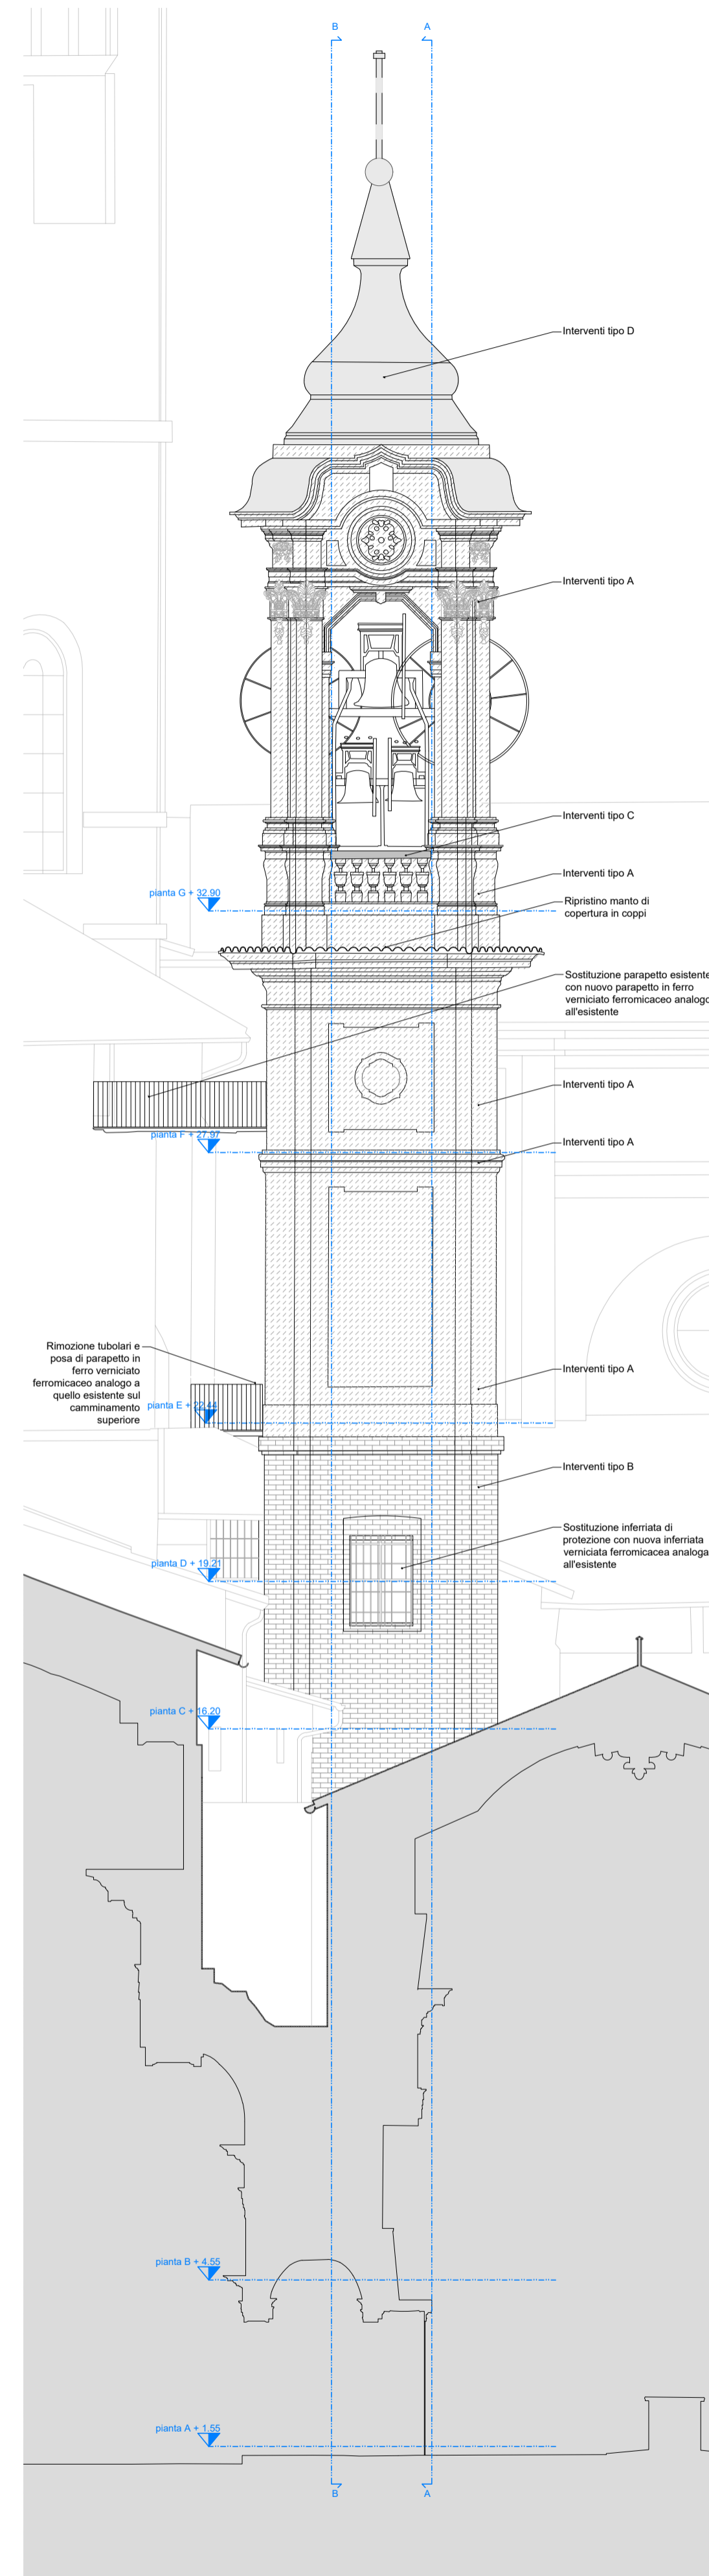 B
A
Interventi tipo D
Interventi tipo A
Interventi tipo C
Interventi tipo A
pianta G + 32.90
Ripristino manto di
copertura in coppi
Sostituzione parapetto esistente
con nuovo parapetto in ferro
verniciato ferromicaceo analogo
all'esistente
Interventi tipo A
pianta F + 27.97
Interventi tipo A
Rimozione tubolari e
posa di parapetto in
ferro verniciato
ferromicaceo analogo a
quello esistente sul
camminamento
superiore
Interventi tipo A
pianta E + 22.44
Interventi tipo B
Sostituzione inferriata di
protezione con nuova inferriata
verniciata ferromicacea analoga
all'esistente
pianta D + 19.21
pianta C + 16.20
pianta B + 4.55
pianta A + 1.55
B
A